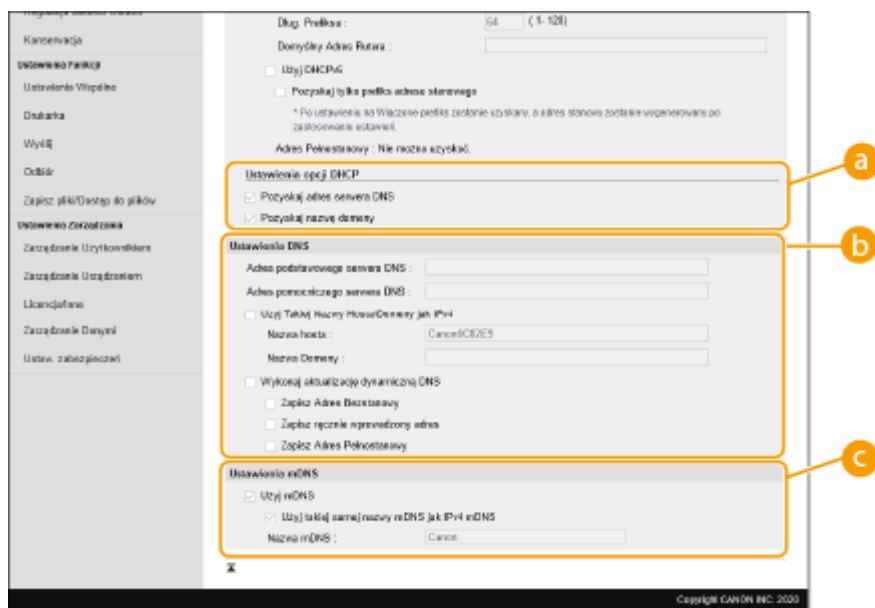 Konserwacja
Ustawienia Funkcji
Ustawienia Wspólne
Drukarka
Wyślij
Odbiór
Zapisz pliki/Dostęp do plików
Ustawienia Zarządzania
Zarządzanie Użytkownikiem
Zarządzanie Urządzeniem
Licencja/Inne
Zarządzanie Danymi
Ustaw. zabezpieczeń
Dług. Prefiksu :
64 ( 1- 128)
Domyślny Adres Rutera :
Użyj DHCPv6
Pozyskaj tylko prefiks adresu stanowego
* Po ustawieniu na Włączone prefiks zostanie uzyskany, a adres stanowy zostanie wygenerowany po
zastosowaniu ustawień.
Adres Pełnostanowy : Nie można uzyskać.
Ustawienia opcji DHCP
Pozyskaj adres serwera DNS
Pozyskaj nazwę domeny
a
Ustawienia DNS
Adres podstawowego serwera DNS :
Adres pomocniczego serwera DNS :
Użyj Takiej Nazwy Hosta/Domeny jak IPv4
Nazwa hosta :
Nazwa Domeny :
Wykonaj aktualizację dynamiczną DNS
Zapisz Adres Bezstanowy
Zapisz ręcznie wprowadzony adres
Zapisz Adres Pełnostanowy
b
Ustawienia mDNS
Użyj mDNS
Użyj takiej samej nazwy mDNS jak IPv4 mDNS
Nazwa mDNS : Canon
c
Copyright CANON INC. 2020